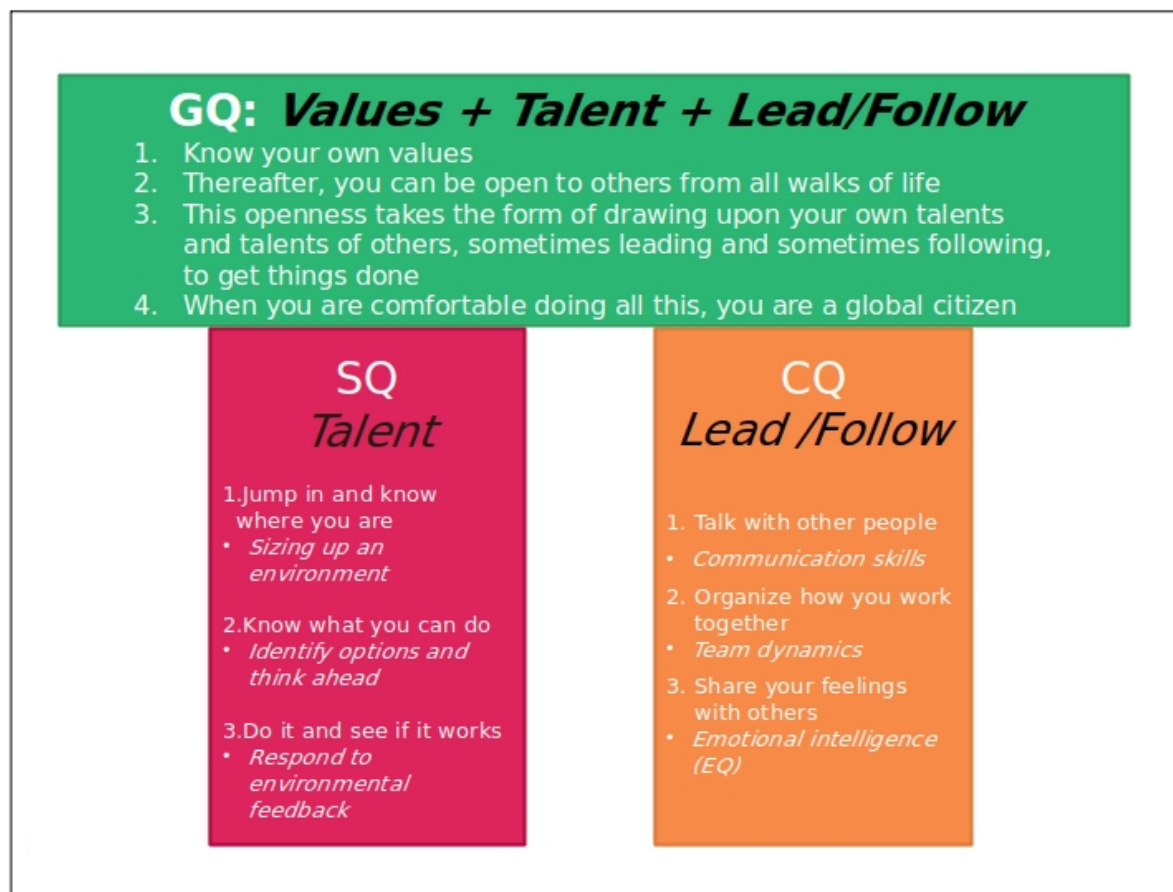 GQ: Values + Talent + Lead/Follow
1. Know your own values
2. Thereafter, you can be open to others from all walks of life
3. This openness takes the form of drawing upon your own talents
and talents of others, sometimes leading and sometimes following,
to get things done
4. When you are comfortable doing all this, you are a global citizen
SQ
Talent
1.Jump in and know
where you are
• Sizing up an
environment
2.Know what you can do
• Identify options and
think ahead
3.Do it and see if it works
• Respond to
environmental
feedback
CQ
Lead /Follow
1. Talk with other people
• Communication skills
2. Organize how you work
together
• Team dynamics
3. Share your feelings
with others
• Emotional intelligence
(EQ)